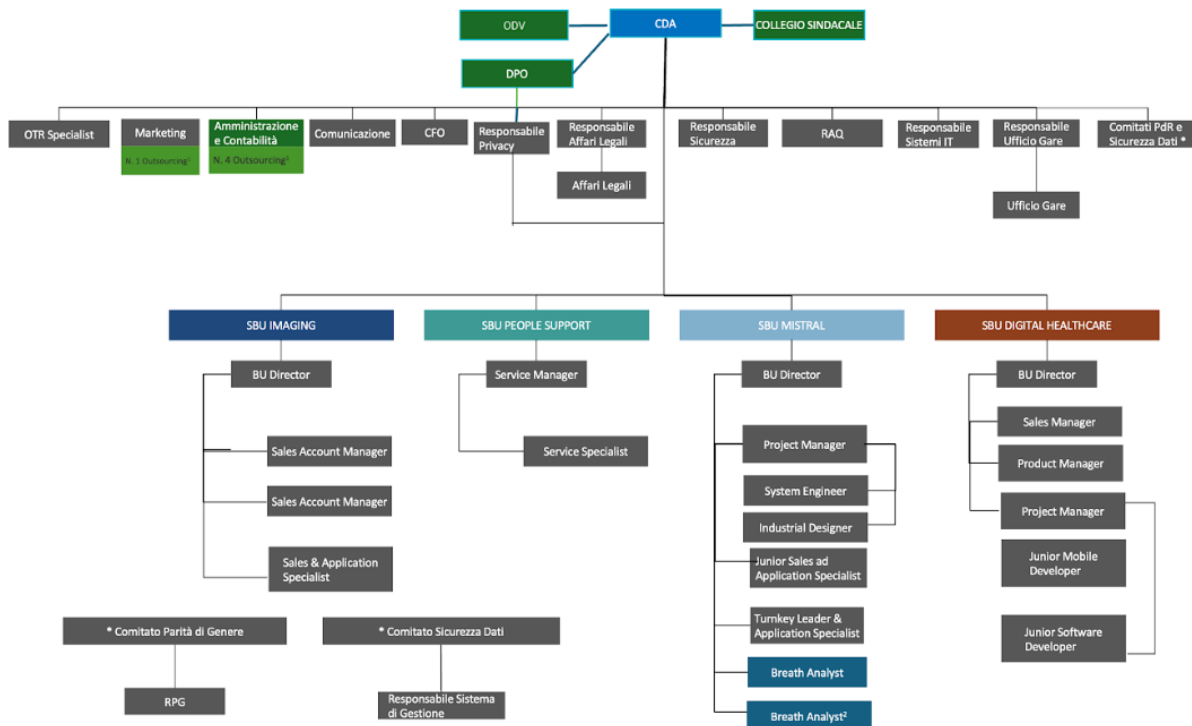 ODV
CDA
COLLEGIO SINDACALE
DPO
OTR Specialist
Marketing
N. 1 Outsourcing¹
Amministrazione
e Contabilità
N. 4 Outsourcing¹
Comunicazione
CFO
Responsabile
Privacy
Responsabile
Affari Legali
Affari Legali
Responsabile
Sicurezza
RAQ
Responsabile
Sistemi IT
Responsabile
Ufficio Gare
Ufficio Gare
Comitati PdR e
Sicurezza Dati *
SBU IMAGING
BU Director
Sales Account Manager
Sales Account Manager
Sales & Application
Specialist
SBU PEOPLE SUPPORT
Service Manager
Service Specialist
SBU MISTRAL
BU Director
Project Manager
System Engineer
Industrial Designer
Junior Sales ad
Application Specialist
Turnkey Leader &
Application Specialist
Breath Analyst
Breath Analyst²
SBU DIGITAL HEALTHCARE
BU Director
Sales Manager
Product Manager
Project Manager
Junior Mobile
Developer
Junior Software
Developer
* Comitato Parità di Genere
RPG
* Comitato Sicurezza Dati
Responsabile Sistema
di Gestione